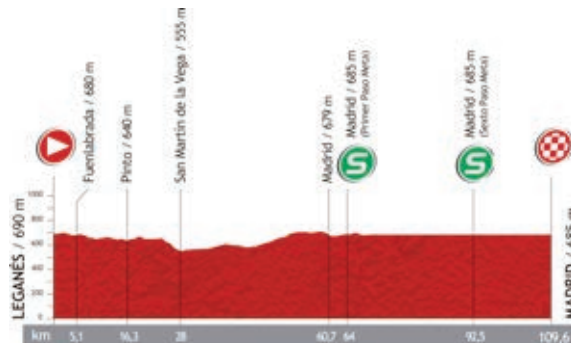 LEGANÉS / 690 m
Fuenlabrada / 680 m
Pinto / 640 m
San Martín de la Vega / 555 m
Madrid / 679 m
Madrid / 685 m
(Primer Paso Meta)
S
Madrid / 685 m
(Sexto Paso Meta)
S
MADRID / 685 m
1000
800
600
400
200
0
km 5,1 16,3 28 60,7 64 92,5 109,6